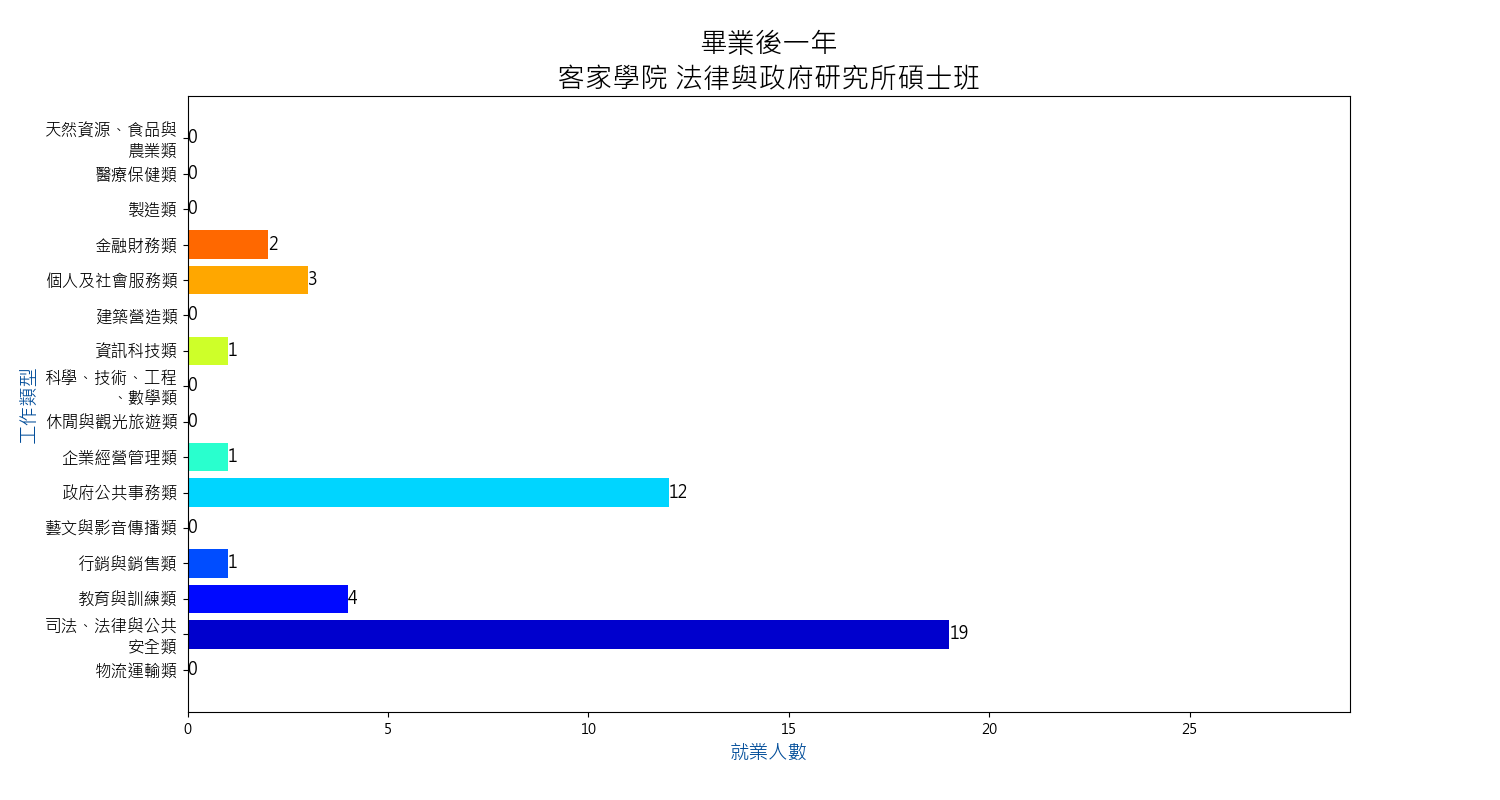 畢業後一年
客家學院 法律與政府研究所碩士班
天然資源、食品與
農業類
0
醫療保健類
0
製造類
0
金融財務類
2
個人及社會服務類
3
建築營造類
0
資訊科技類
1
科學、技術、工程
、數學類
0
休閒與觀光旅遊類
0
企業經營管理類
1
政府公共事務類
12
藝文與影音傳播類
0
行銷與銷售類
1
教育與訓練類
4
司法、法律與公共
安全類
19
物流運輸類
0
工作類型
0 5 10 15 20 25
就業人數